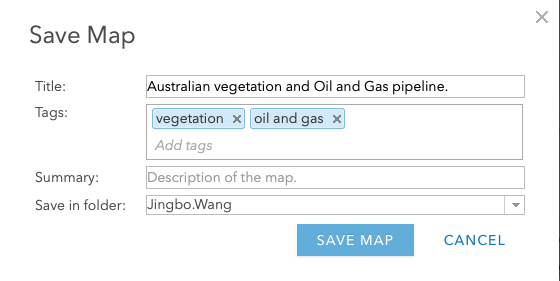 Save Map
Title: Australian vegetation and Oil and Gas pipeline.
Tags: vegetation × oil and gas ×
Add tags
Summary: Description of the map.
Save in folder: Jingbo.Wang
SAVE MAP CANCEL